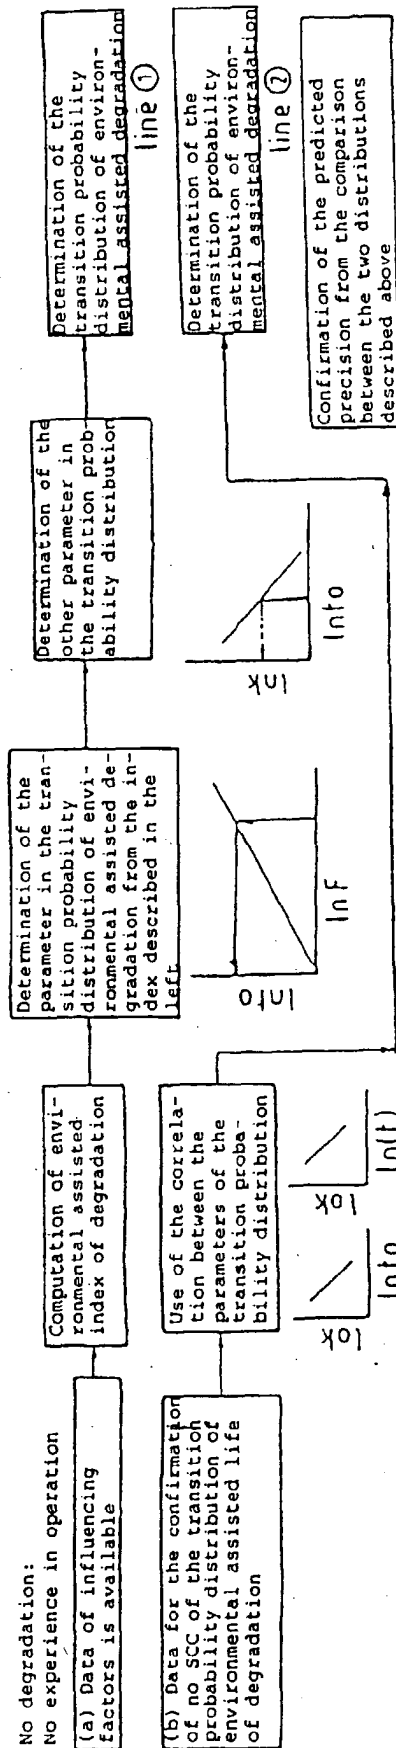 No degradation:
No experience in operation
(a) Data of influencing
factors is available
Computation of envi-
ronmental assisted
index of degradation
Determination of the
parameter in the tran-
sition probability
distribution of envi-
ronmental assisted de-
gradation from the in-
dex described in the
left
Determination of the
other parameter in
the transition prob-
ability distribution
Determination of the
transition probability
distribution of environ-
mental assisted degradation
line ①
(b) Data for the confirmation
of no SCC of the transition
probability distribution of
environmental assisted life
of degradation
Use of the correla-
tion between the
parameters of the
transition proba-
bility distribution
lok
lnto
lok
ln(t)
lnto
lnF
lnk
lnto
Determination of the
transition probability
distribution of environ-
mental assisted degradation
line ②
Confirmation of the predicted
precision from the comparison
between the two distributions
described above